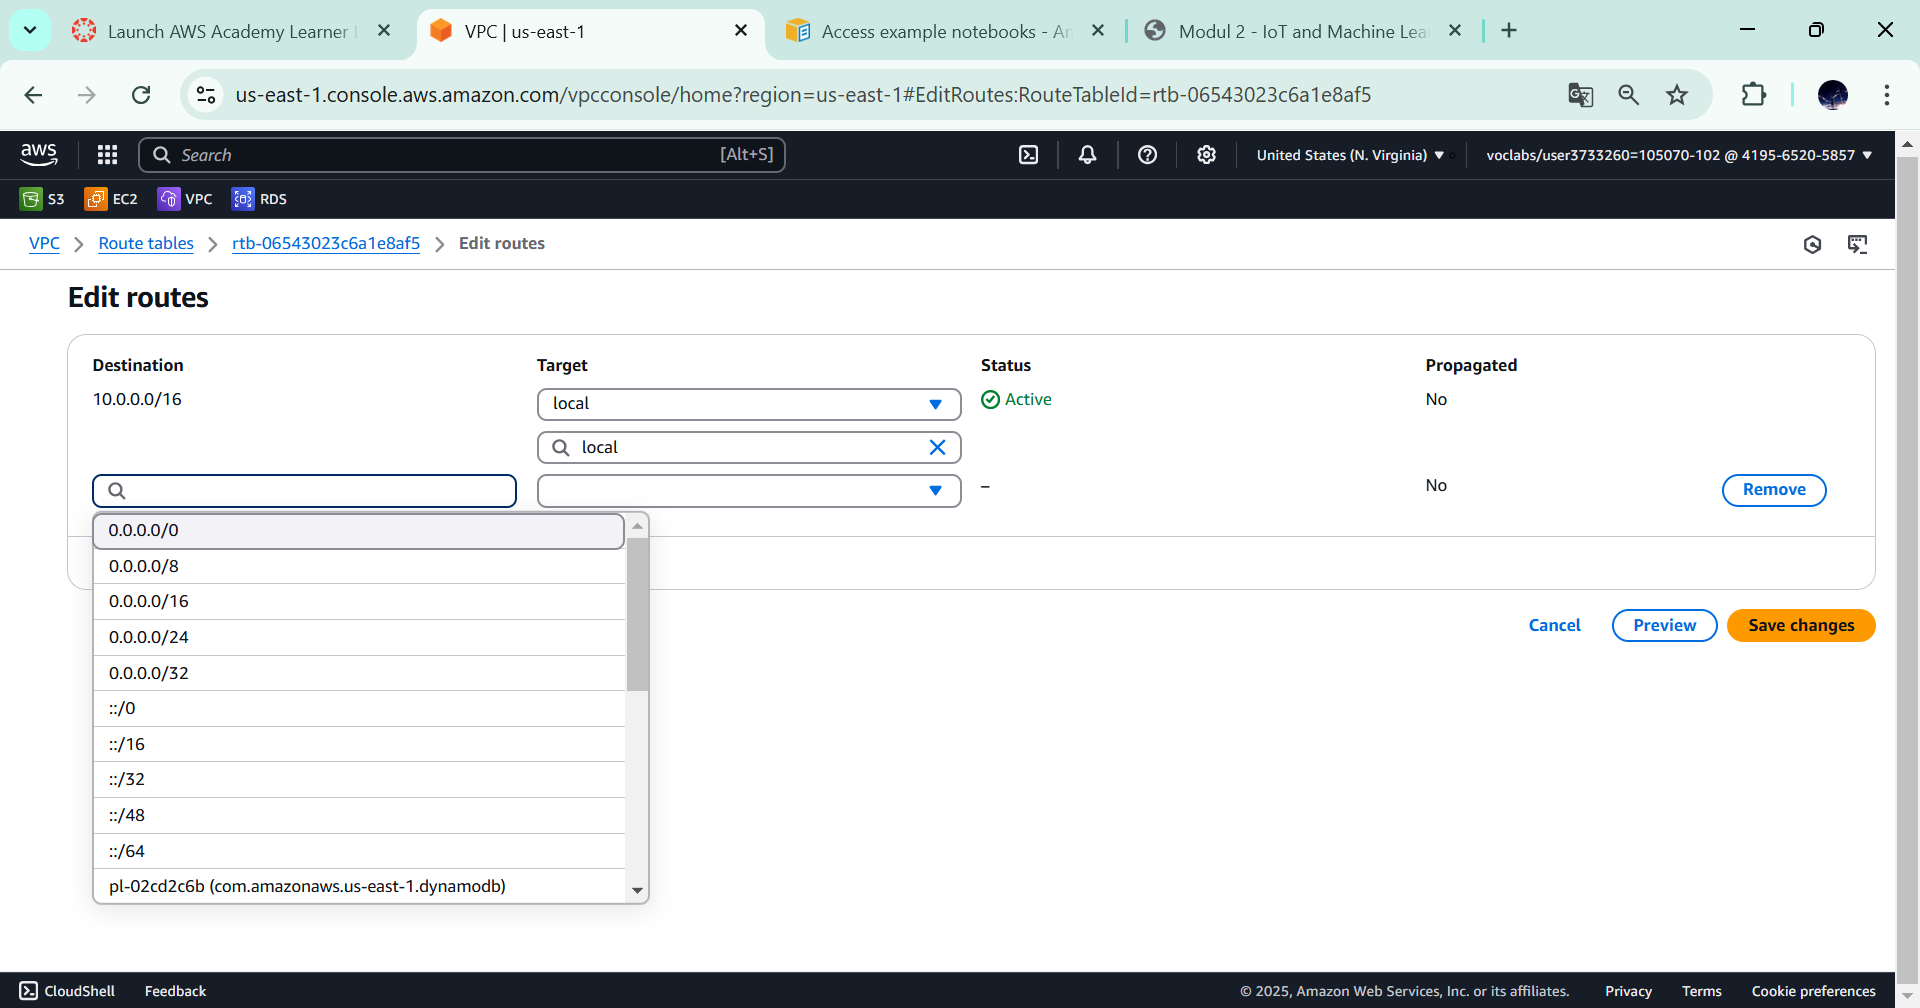 Launch AWS Academy Learner L
VPC | us-east-1
Access example notebooks - Am
Modul 2 - IoT and Machine Lea
us-east-1.console.aws.amazon.com/vpcconsole/home?region=us-east-1#EditRoutes:RouteTableId=rtb-06543023c6a1e8af5
aws
Search
[Alt+S]
United States (N. Virginia)
voclabs/user3733260=105070-102 @ 4195-6520-5857
S3
EC2
VPC
RDS
VPC
Route tables
rtb-06543023c6a1e8af5
Edit routes
Edit routes
Destination
Target
Status
Propagated
10.0.0.0/16
local
Active
No
local
–
No
Remove
0.0.0.0/0
0.0.0.0/8
0.0.0.0/16
0.0.0.0/24
0.0.0.0/32
::/0
::/16
::/32
::/48
::/64
pl-02cd2c6b (com.amazonaws.us-east-1.dynamodb)
Cancel
Preview
Save changes
CloudShell
Feedback
© 2025, Amazon Web Services, Inc. or its affiliates.
Privacy
Terms
Cookie preferences